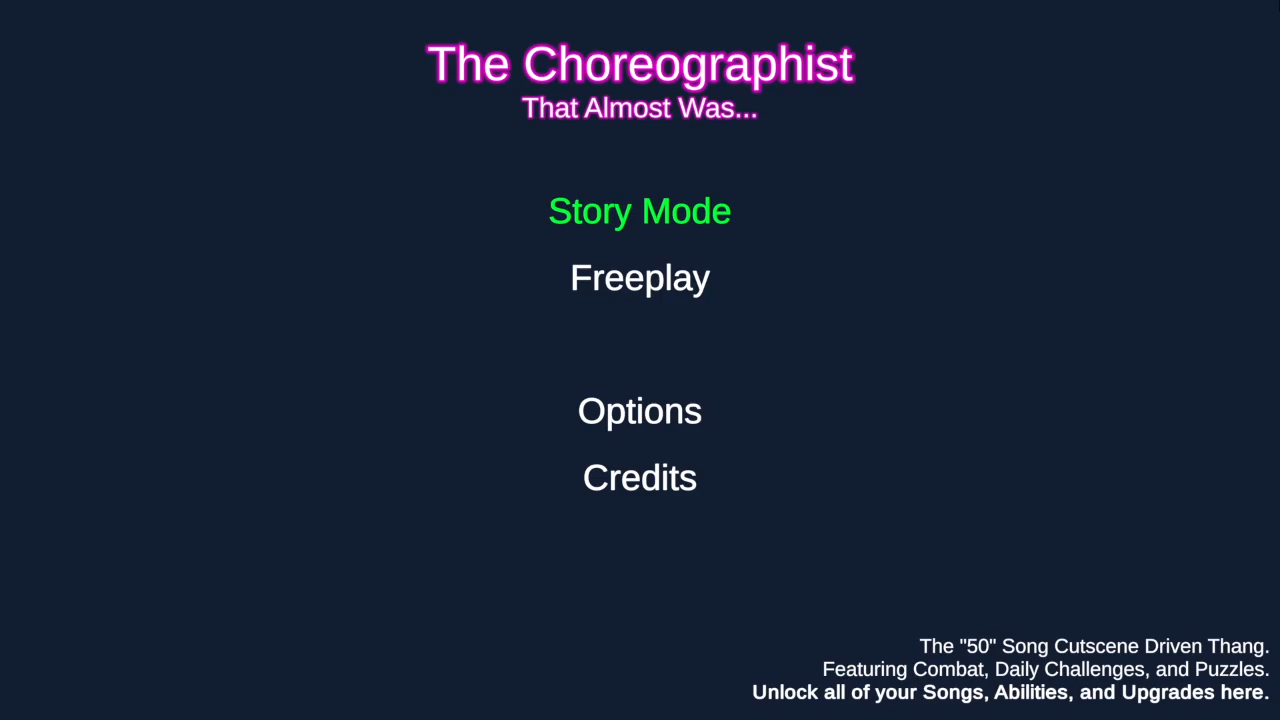 The Choreographist
That Almost Was...
Story Mode
Freeplay
Options
Credits
The "50" Song Cutscene Driven Thang.
Featuring Combat, Daily Challenges, and Puzzles.
Unlock all of your Songs, Abilities, and Upgrades here.